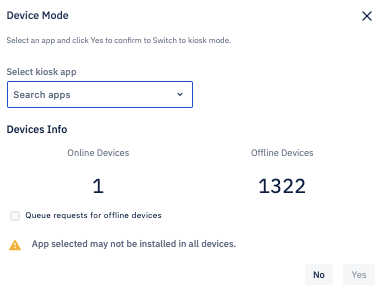 Device Mode
Select an app and click Yes to confirm to Switch to kiosk mode.
Select kiosk app
Search apps
Devices Info
Online Devices
Offline Devices
1
1322
Queue requests for offline devices
App selected may not be installed in all devices.
No
Yes